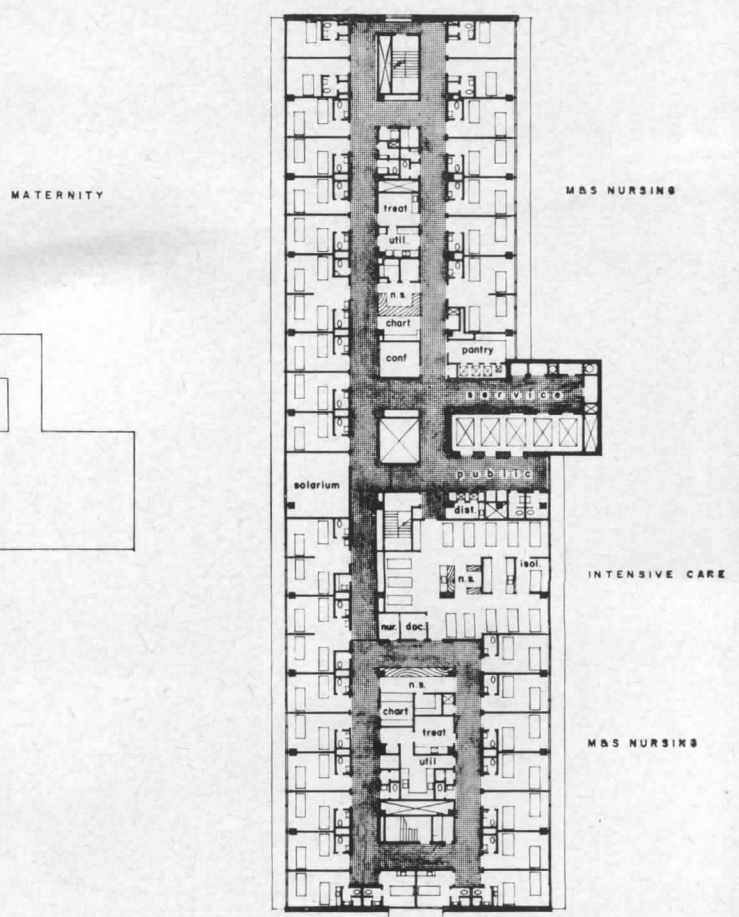 MATERNITY
M&S NURSING
treat
util.
n.s.
chart
conf
pantry
service
public
solarium
dist.
isol.
n.s.
INTENSIVE CARE
nur.
doc.
n.s.
chart
treat
util
M&S NURSING